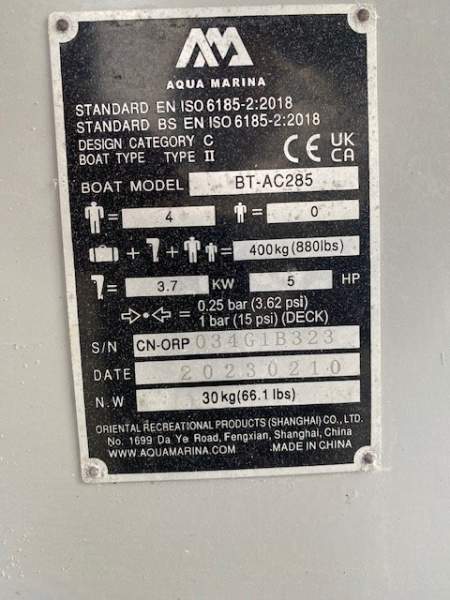 AM
AQUA MARINA
STANDARD EN ISO 6185-2:2018
STANDARD BS EN ISO 6185-2:2018
DESIGN CATEGORY C
BOAT TYPE TYPE II
CE UK CA
BOAT MODEL BT-AC285
= 4 = 0
+ + = 400kg(880lbs)
= 3.7 KW 5 HP
= 0.25 bar (3.62 psi)
1 bar (15 psi) (DECK)
S/N CN-ORP 034G1B323
DATE 20230210
N.W 30kg(66.1 lbs)
ORIENTAL RECREATIONAL PRODUCTS (SHANGHAI) CO., LTD.
No. 1699 Da Ye Road, Fengxian, Shanghai, China
WWW.AQUAMARINA.COM .MADE IN CHINA